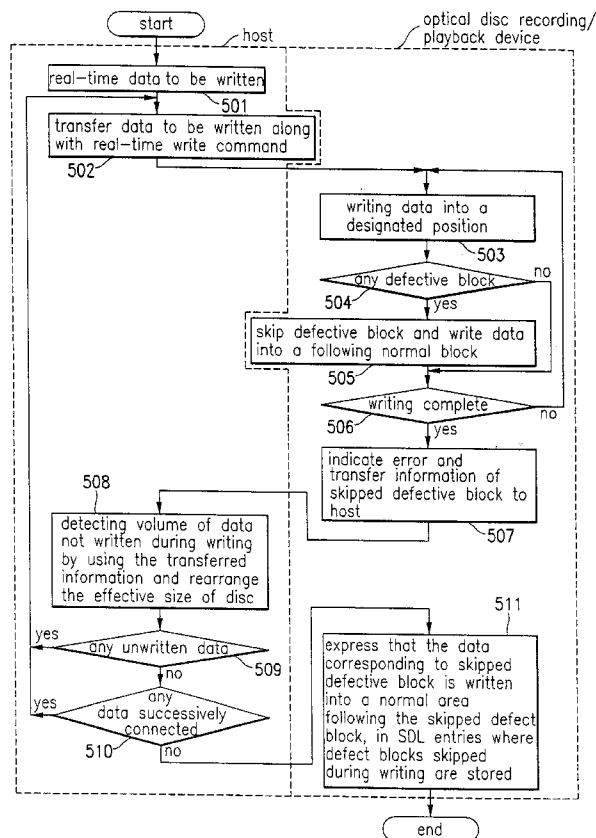 start
optical disc recording/
playback device
host
real-time data to be written
501
transfer data to be written along
with real-time write command
502
writing data into a
designated position
503
any defective block
no
504
yes
skip defective block and write data
into a following normal block
505
writing complete
no
506
yes
indicate error and
transfer information of
skipped defective block to
host
507
508
detecting volume of data
not written during writing
by using the transferred
information and rearrange
the effective size of disc
yes
any unwritten data
509
no
yes
any
data successively
connected
510
no
511
express that the data
corresponding to skipped
defective block is written
into a normal area
following the skipped defect
block, in SDL entries where
defect blocks skipped
during writing are stored
end